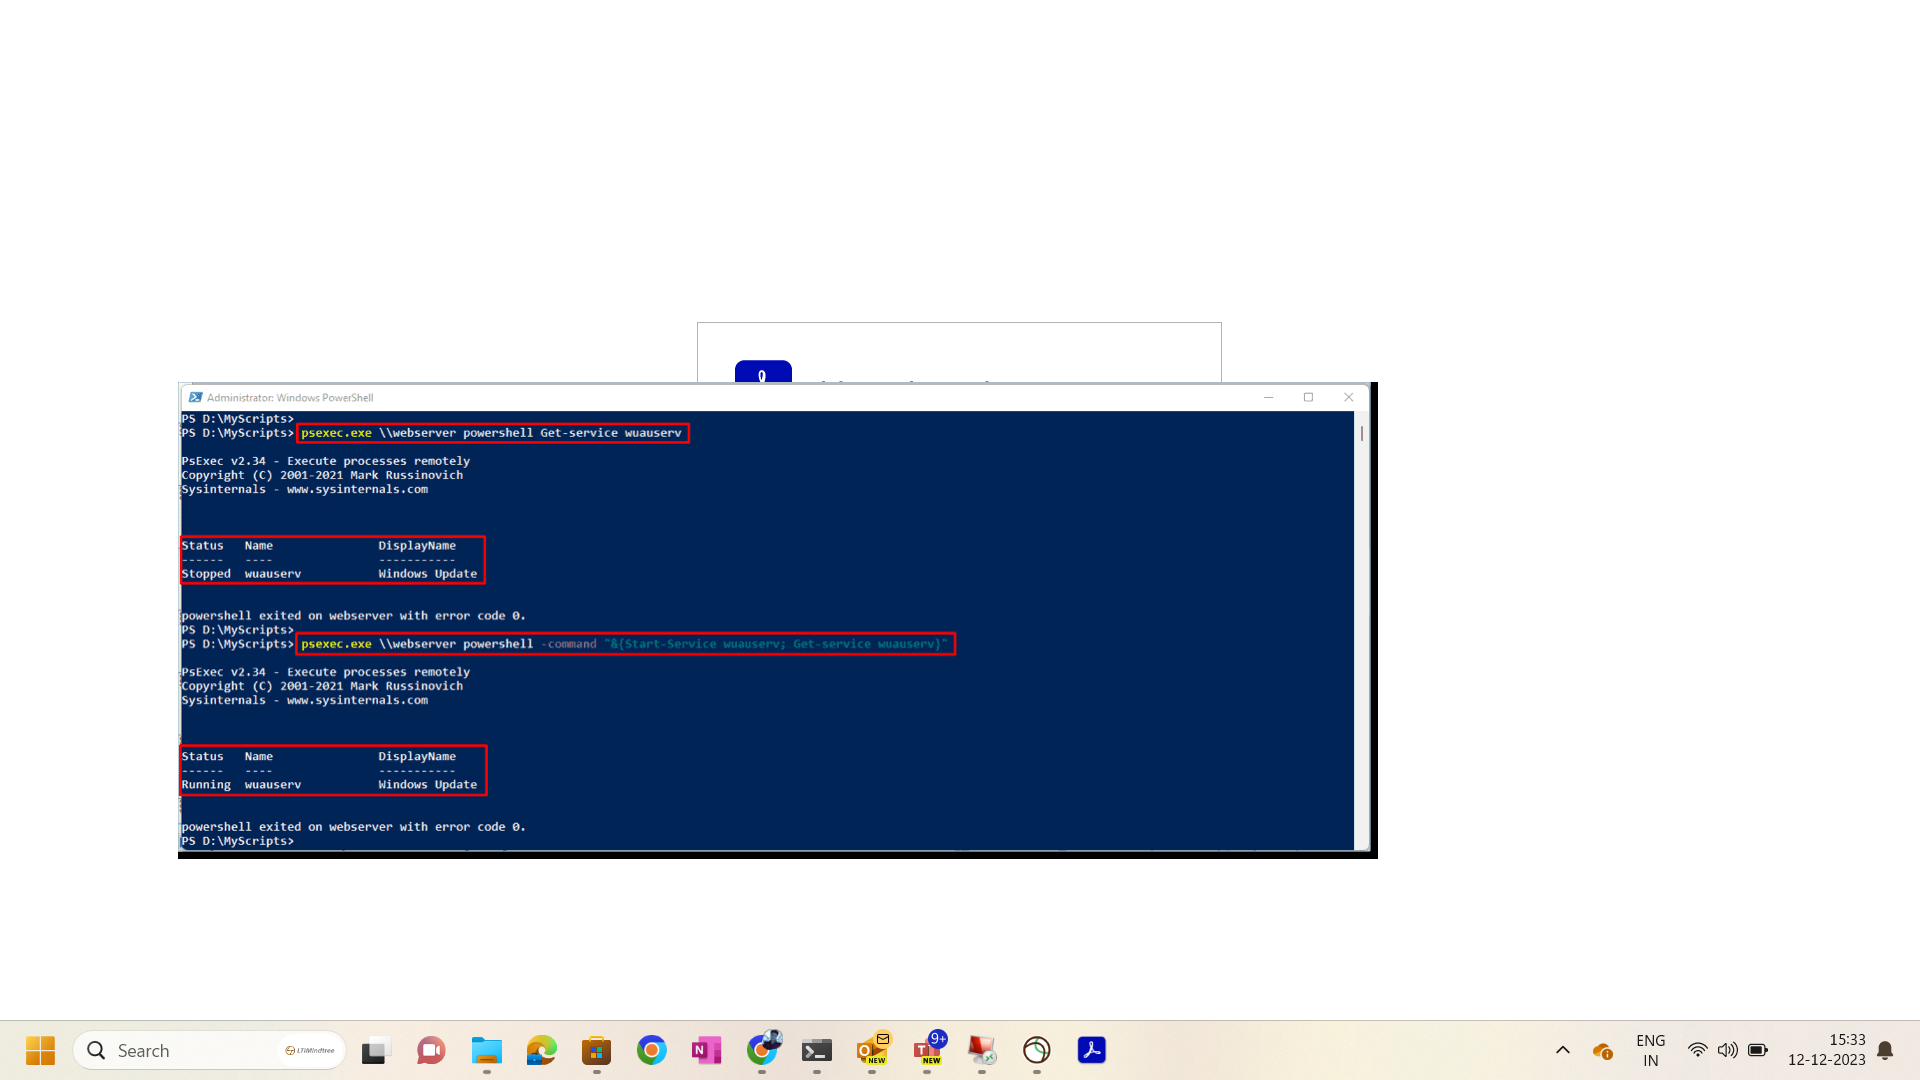 Administrator: Windows PowerShell
PS D:\MyScripts>
PS D:\MyScripts> psexec.exe \\webserver powershell Get-service wuauserv
PsExec v2.34 - Execute processes remotely
Copyright (C) 2001-2021 Mark Russinovich
Sysinternals - www.sysinternals.com
Status Name DisplayName
------ ---- -----------
Stopped wuauserv Windows Update
powershell exited on webserver with error code 0.
PS D:\MyScripts>
PS D:\MyScripts> psexec.exe \\webserver powershell -command "&{Start-Service wuauserv; Get-service wuauserv}"
PsExec v2.34 - Execute processes remotely
Copyright (C) 2001-2021 Mark Russinovich
Sysinternals - www.sysinternals.com
Status Name DisplayName
------ ---- -----------
Running wuauserv Windows Update
powershell exited on webserver with error code 0.
PS D:\MyScripts>
Search LTIMindtree
NEW
9+
NEW
ENG
IN
15:33
12-12-2023